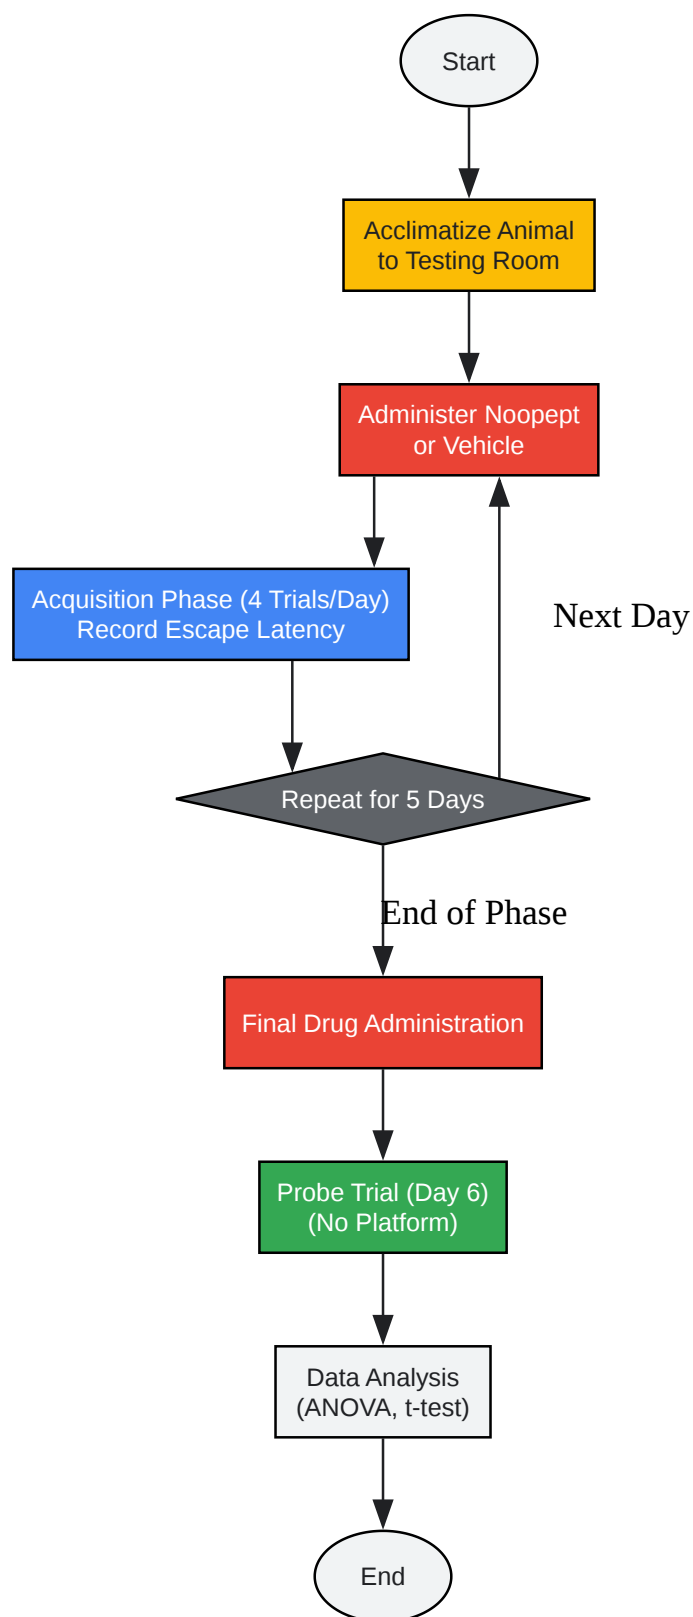 Start
Acclimatize Animal
to Testing Room
Administer Noopept
or Vehicle
Acquisition Phase (4 Trials/Day)
Record Escape Latency
Next Day
Repeat for 5 Days
End of Phase
Final Drug Administration
Probe Trial (Day 6)
(No Platform)
Data Analysis
(ANOVA, t-test)
End